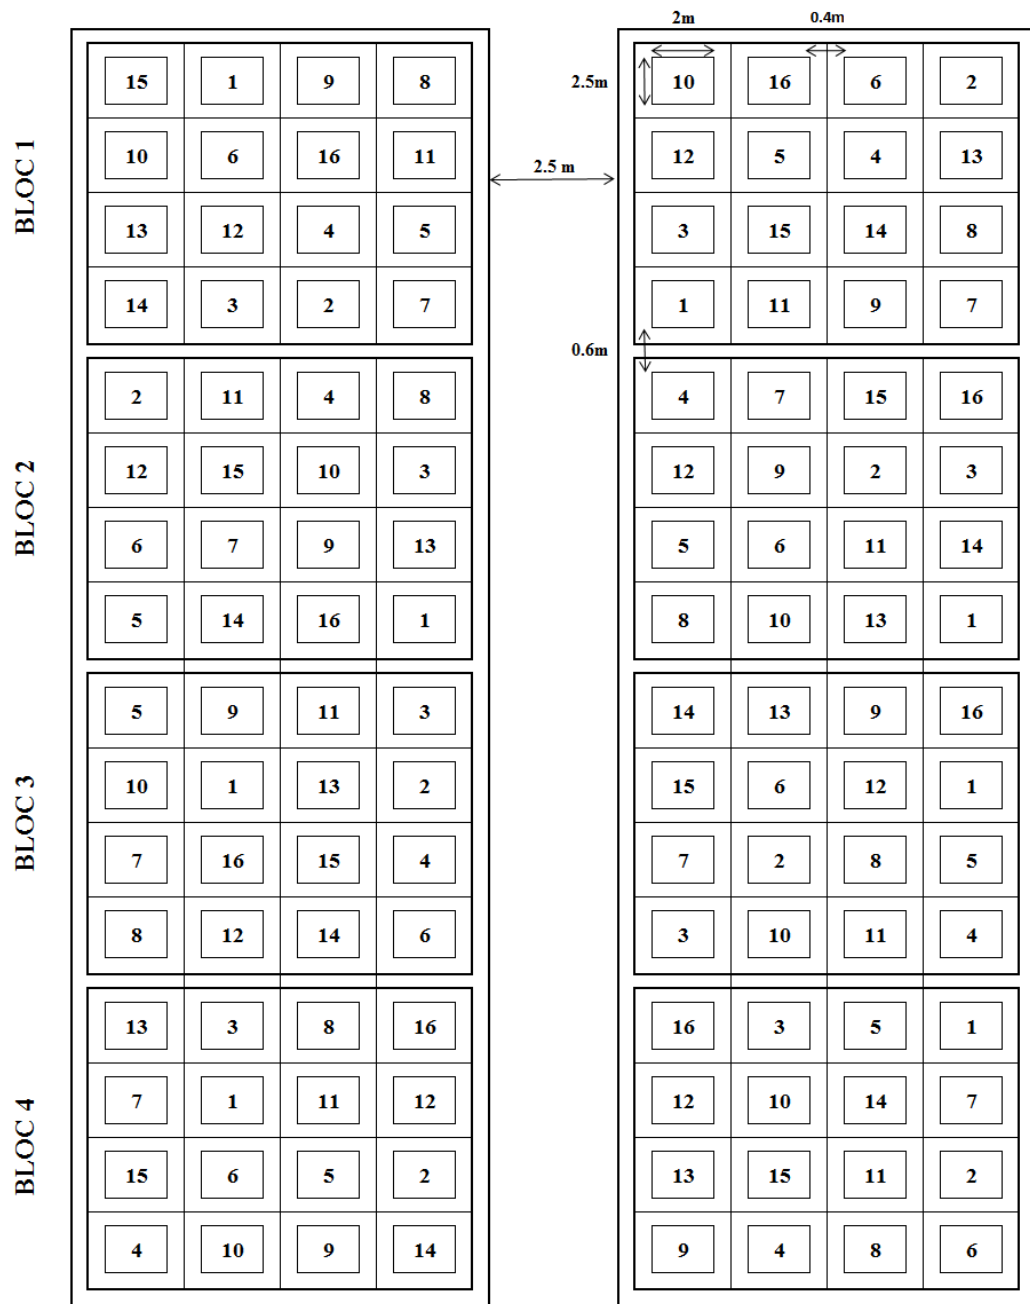 2m 0.4m
15 1 9 8 2.5m 10 16 6 2
BLOC 1
10 6 16 11 2.5 m 12 5 4 13
13 12 4 5 3 15 14 8
14 3 2 7 1 11 9 7
0.6m
2 11 4 8 4 7 15 16
BLOC 2
12 15 10 3 12 9 2 3
6 7 9 13 5 6 11 14
5 14 16 1 8 10 13 1
5 9 11 3 14 13 9 16
BLOC 3
10 1 13 2 15 6 12 1
7 16 15 4 7 2 8 5
8 12 14 6 3 10 11 4
13 3 8 16 16 3 5 1
BLOC 4
7 1 11 12 12 10 14 7
15 6 5 2 13 15 11 2
4 10 9 14 9 4 8 6